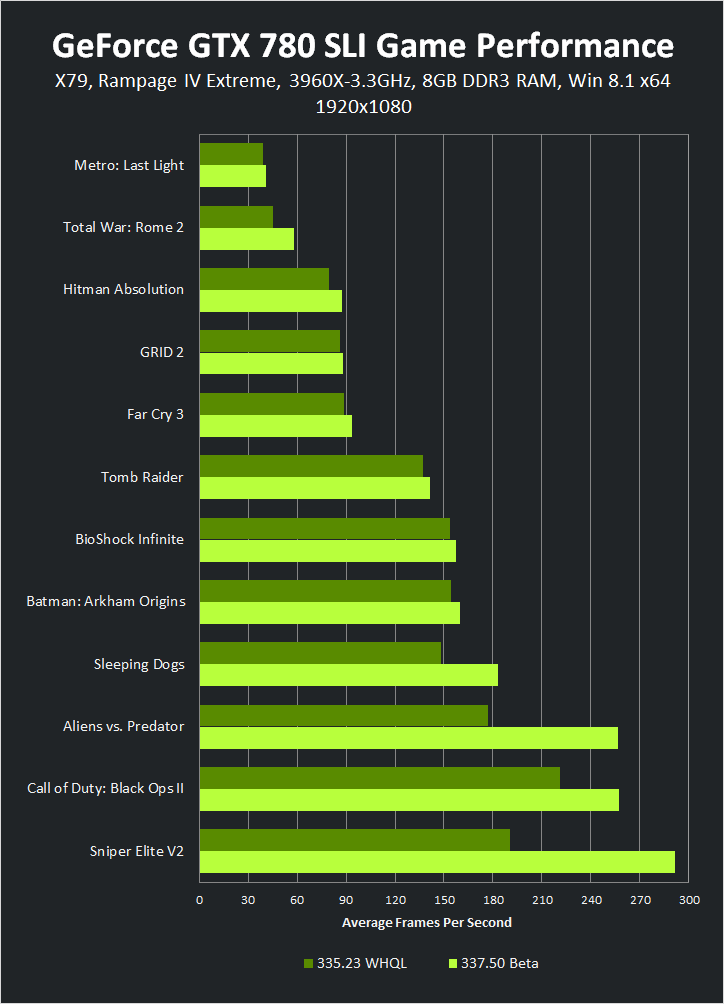 GeForce GTX 780 SLI Game Performance
X79, Rampage IV Extreme, 3960X-3.3GHz, 8GB DDR3 RAM, Win 8.1 x64
1920x1080
Metro: Last Light
Total War: Rome 2
Hitman Absolution
GRID 2
Far Cry 3
Tomb Raider
BioShock Infinite
Batman: Arkham Origins
Sleeping Dogs
Aliens vs. Predator
Call of Duty: Black Ops II
Sniper Elite V2
0 30 60 90 120 150 180 210 240 270 300
Average Frames Per Second
335.23 WHQL 337.50 Beta